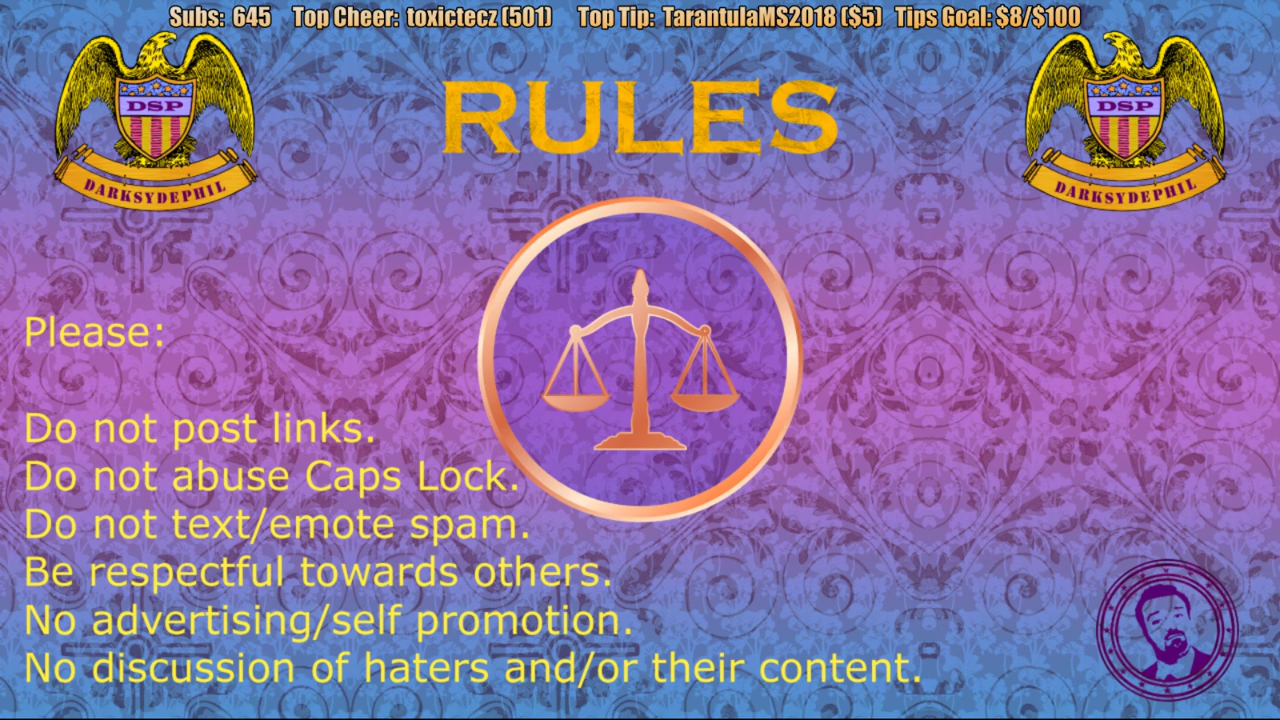 Subs: 645 Top Cheer: toxictecz (501) Top Tip: TarantulaMS2018 ($5) Tips Goal: $8/$100
DSP
DARKSYDEPHIL
RULES
DSP
DARKSYDEPHIL
Please:
Do not post links.
Do not abuse Caps Lock.
Do not text/emote spam.
Be respectful towards others.
No advertising/self promotion.
No discussion of haters and/or their content.